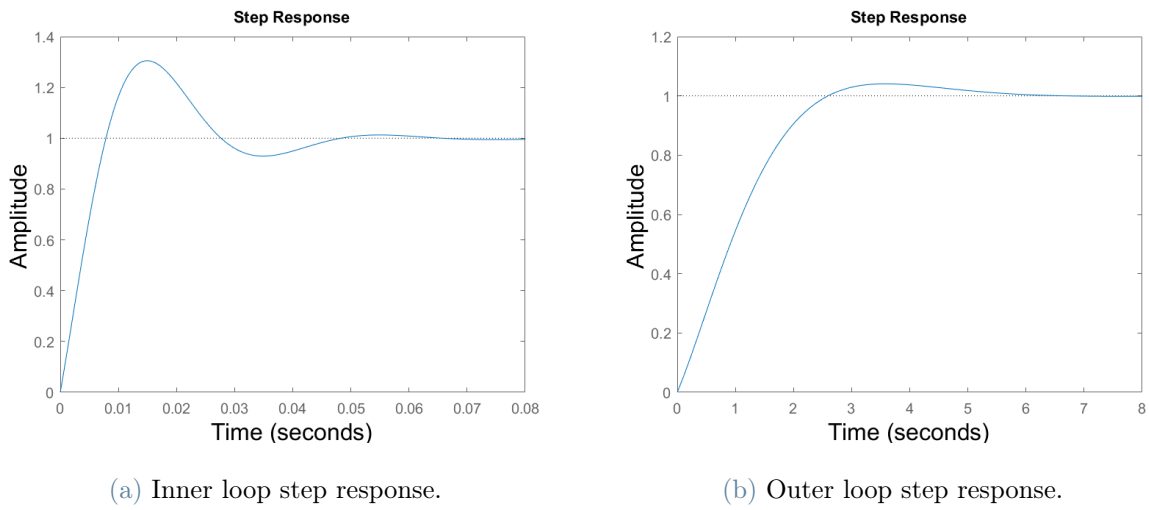 Step Response
1.4
1.2
1
0.8
0.6
0.4
0.2
0
Amplitude
0 0.01 0.02 0.03 0.04 0.05 0.06 0.07 0.08
Time (seconds)
(a) Inner loop step response.
Step Response
1.2
1
0.8
0.6
0.4
0.2
0
Amplitude
0 1 2 3 4 5 6 7 8
Time (seconds)
(b) Outer loop step response.